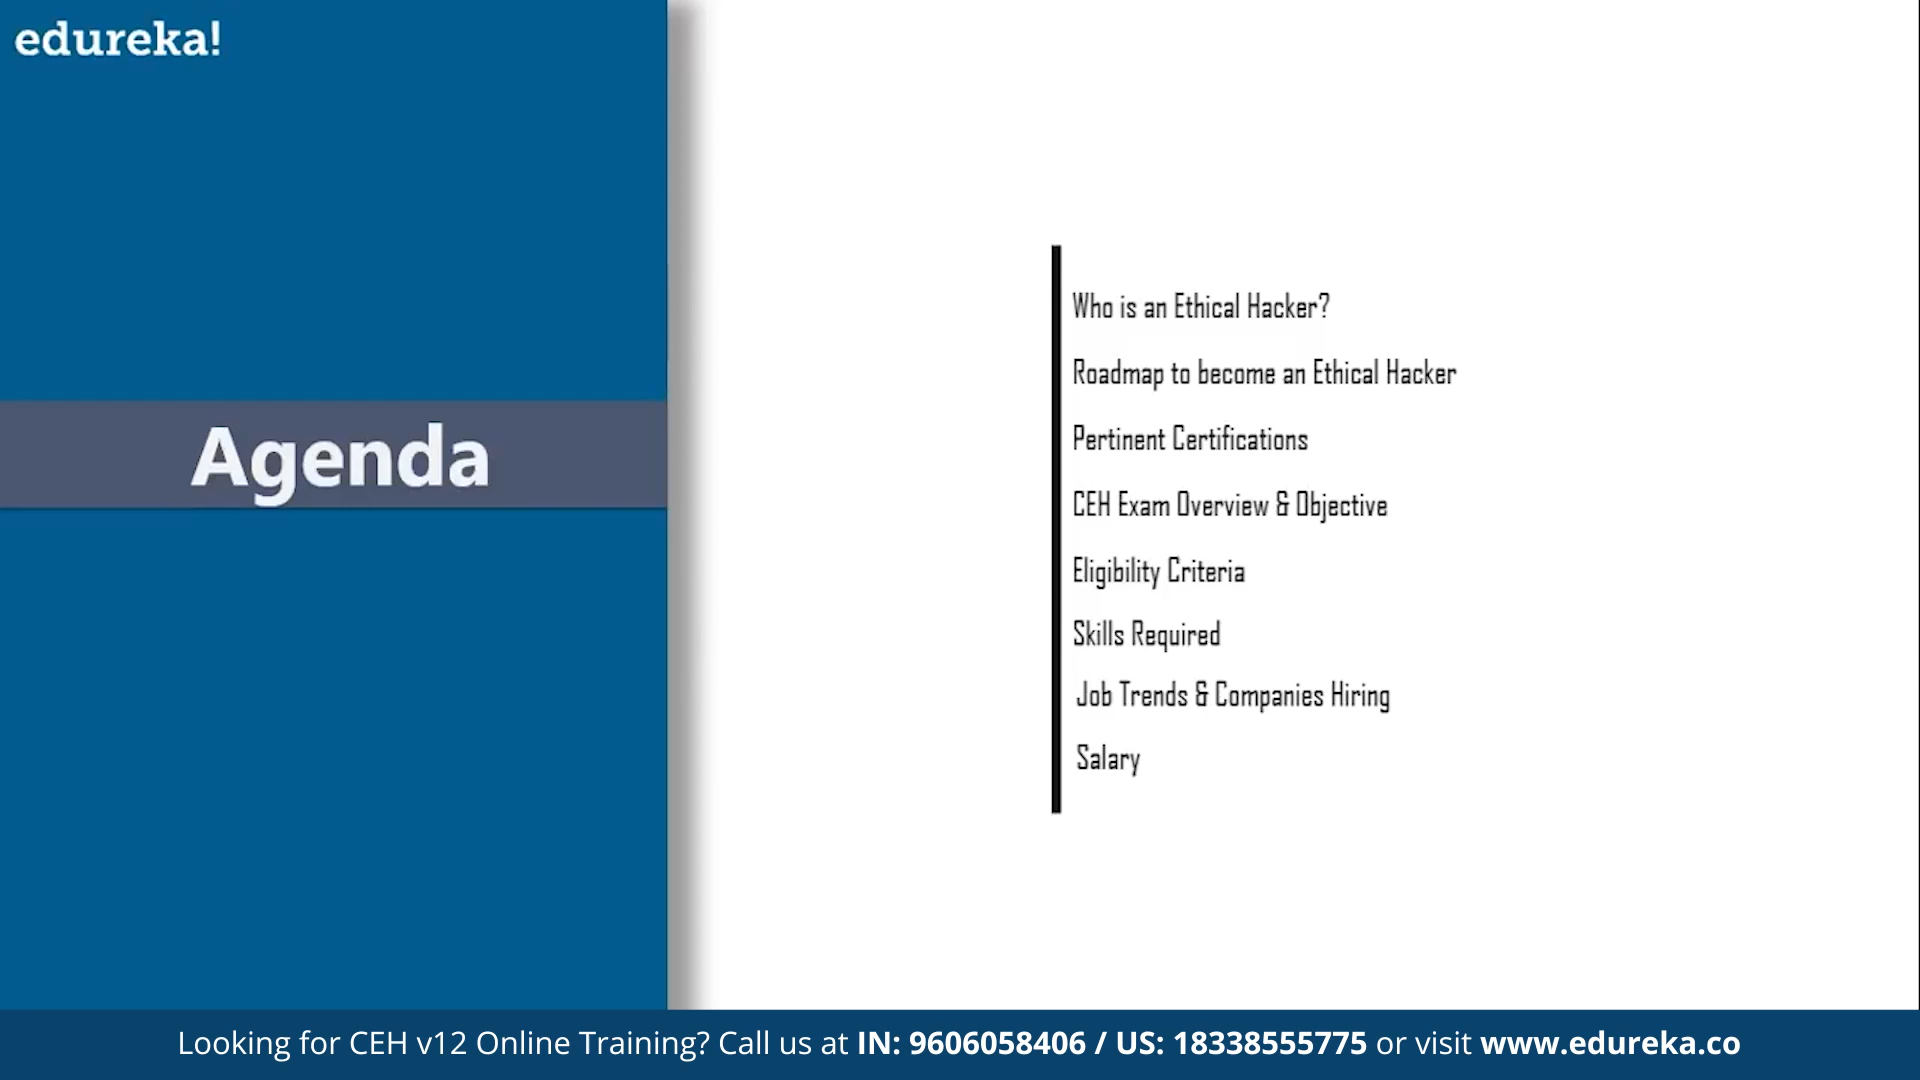 edureka!
Agenda
Who is an Ethical Hacker?
Roadmap to become an Ethical Hacker
Pertinent Certifications
CEH Exam Overview & Objective
Eligibility Criteria
Skills Required
Job Trends & Companies Hiring
Salary
Looking for CEH v12 Online Training? Call us at IN: 9606058406 / US: 18338555775 or visit www.edureka.co